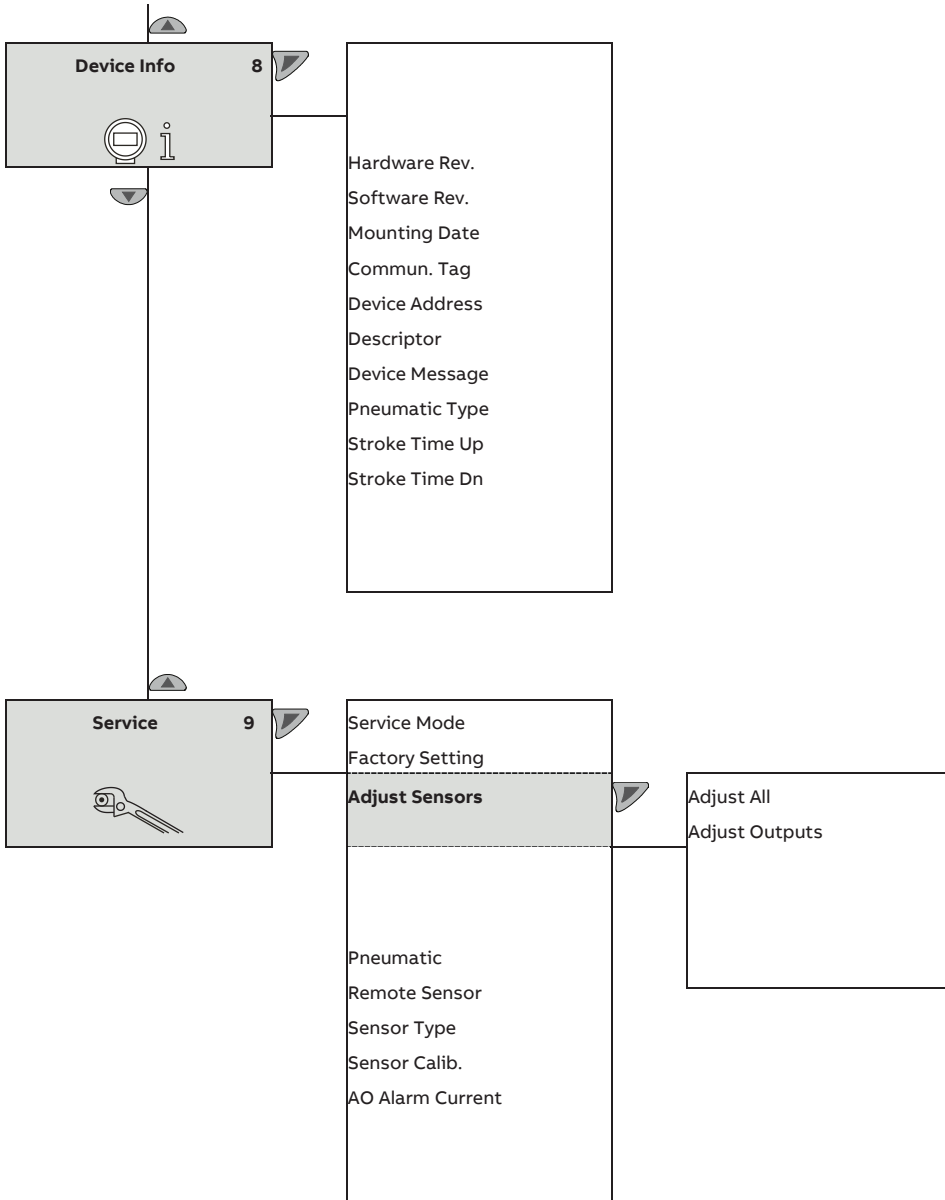 Device Info 8
i
Hardware Rev.
Software Rev.
Mounting Date
Commun. Tag
Device Address
Descriptor
Device Message
Pneumatic Type
Stroke Time Up
Stroke Time Dn
Service 9
Service Mode
Factory Setting
Adjust Sensors
Adjust All
Adjust Outputs
Pneumatic
Remote Sensor
Sensor Type
Sensor Calib.
AO Alarm Current